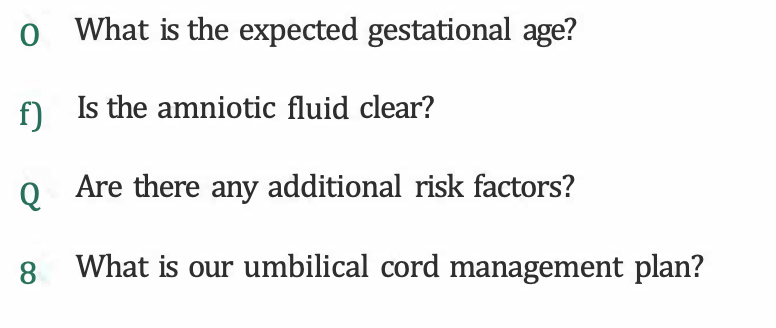 O What is the expected gestational age?
f) Is the amniotic fluid clear?
Q Are there any additional risk factors?
8 What is our umbilical cord management plan?